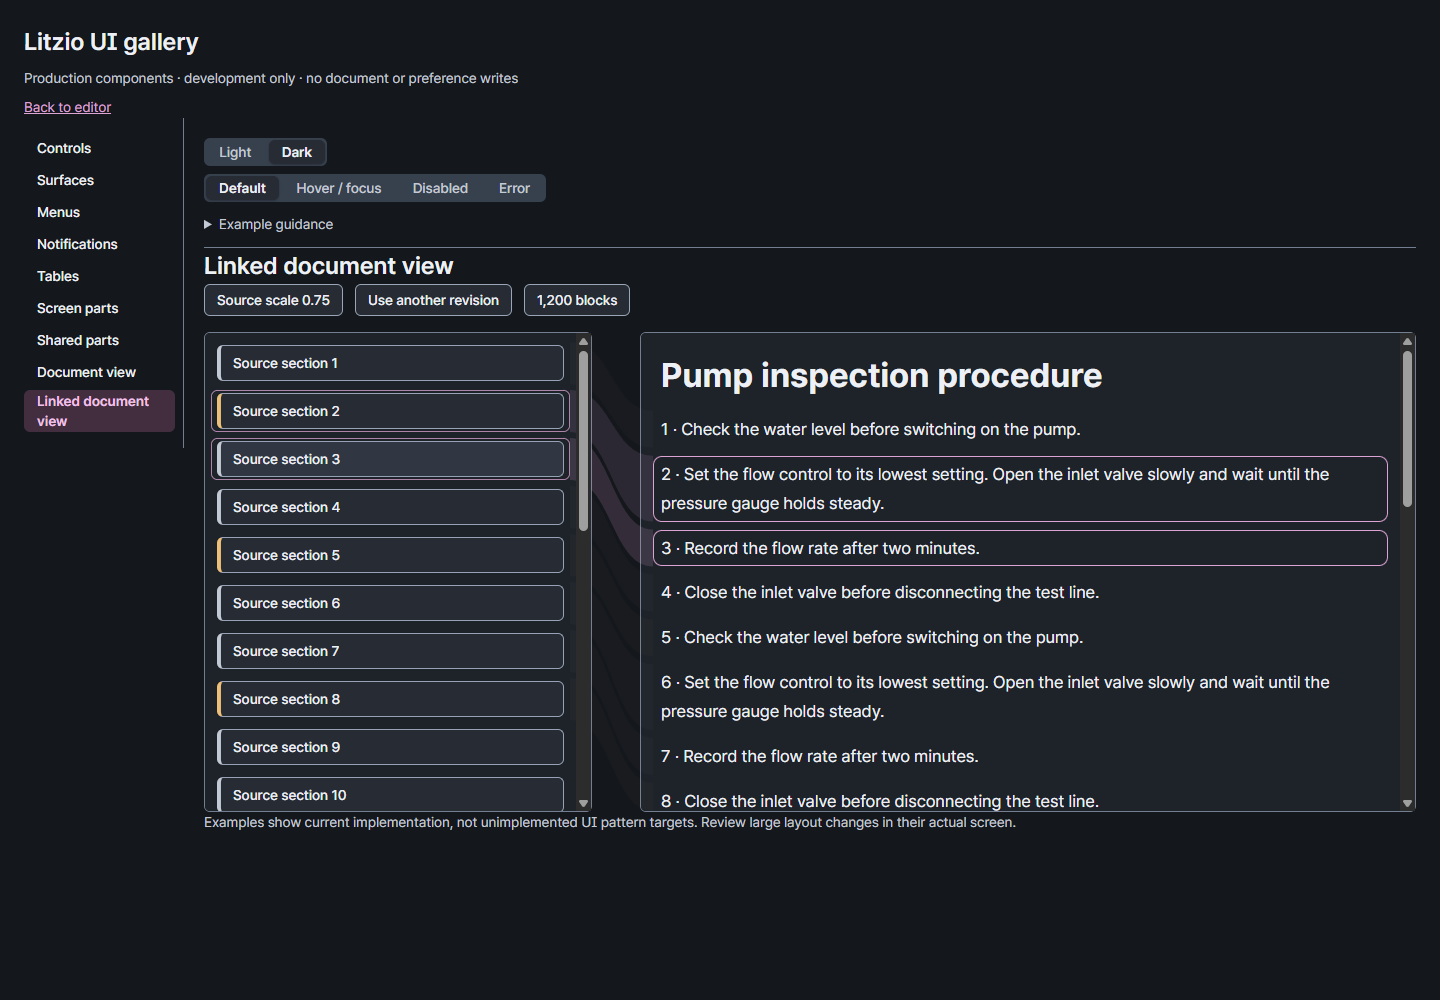 Litzio UI gallery
Production components · development only · no document or preference writes
Back to editor
Controls
Surfaces
Menus
Notifications
Tables
Screen parts
Shared parts
Document view
Linked document
view
Light Dark
Default Hover / focus Disabled Error
Example guidance
Linked document view
Source scale 0.75 Use another revision 1,200 blocks
Source section 1
Source section 2
Source section 3
Source section 4
Source section 5
Source section 6
Source section 7
Source section 8
Source section 9
Source section 10
Pump inspection procedure
1 · Check the water level before switching on the pump.
2 · Set the flow control to its lowest setting. Open the inlet valve slowly and wait until the
pressure gauge holds steady.
3 · Record the flow rate after two minutes.
4 · Close the inlet valve before disconnecting the test line.
5 · Check the water level before switching on the pump.
6 · Set the flow control to its lowest setting. Open the inlet valve slowly and wait until the
pressure gauge holds steady.
7 · Record the flow rate after two minutes.
8 · Close the inlet valve before disconnecting the test line.
Examples show current implementation, not unimplemented UI pattern targets. Review large layout changes in their actual screen.